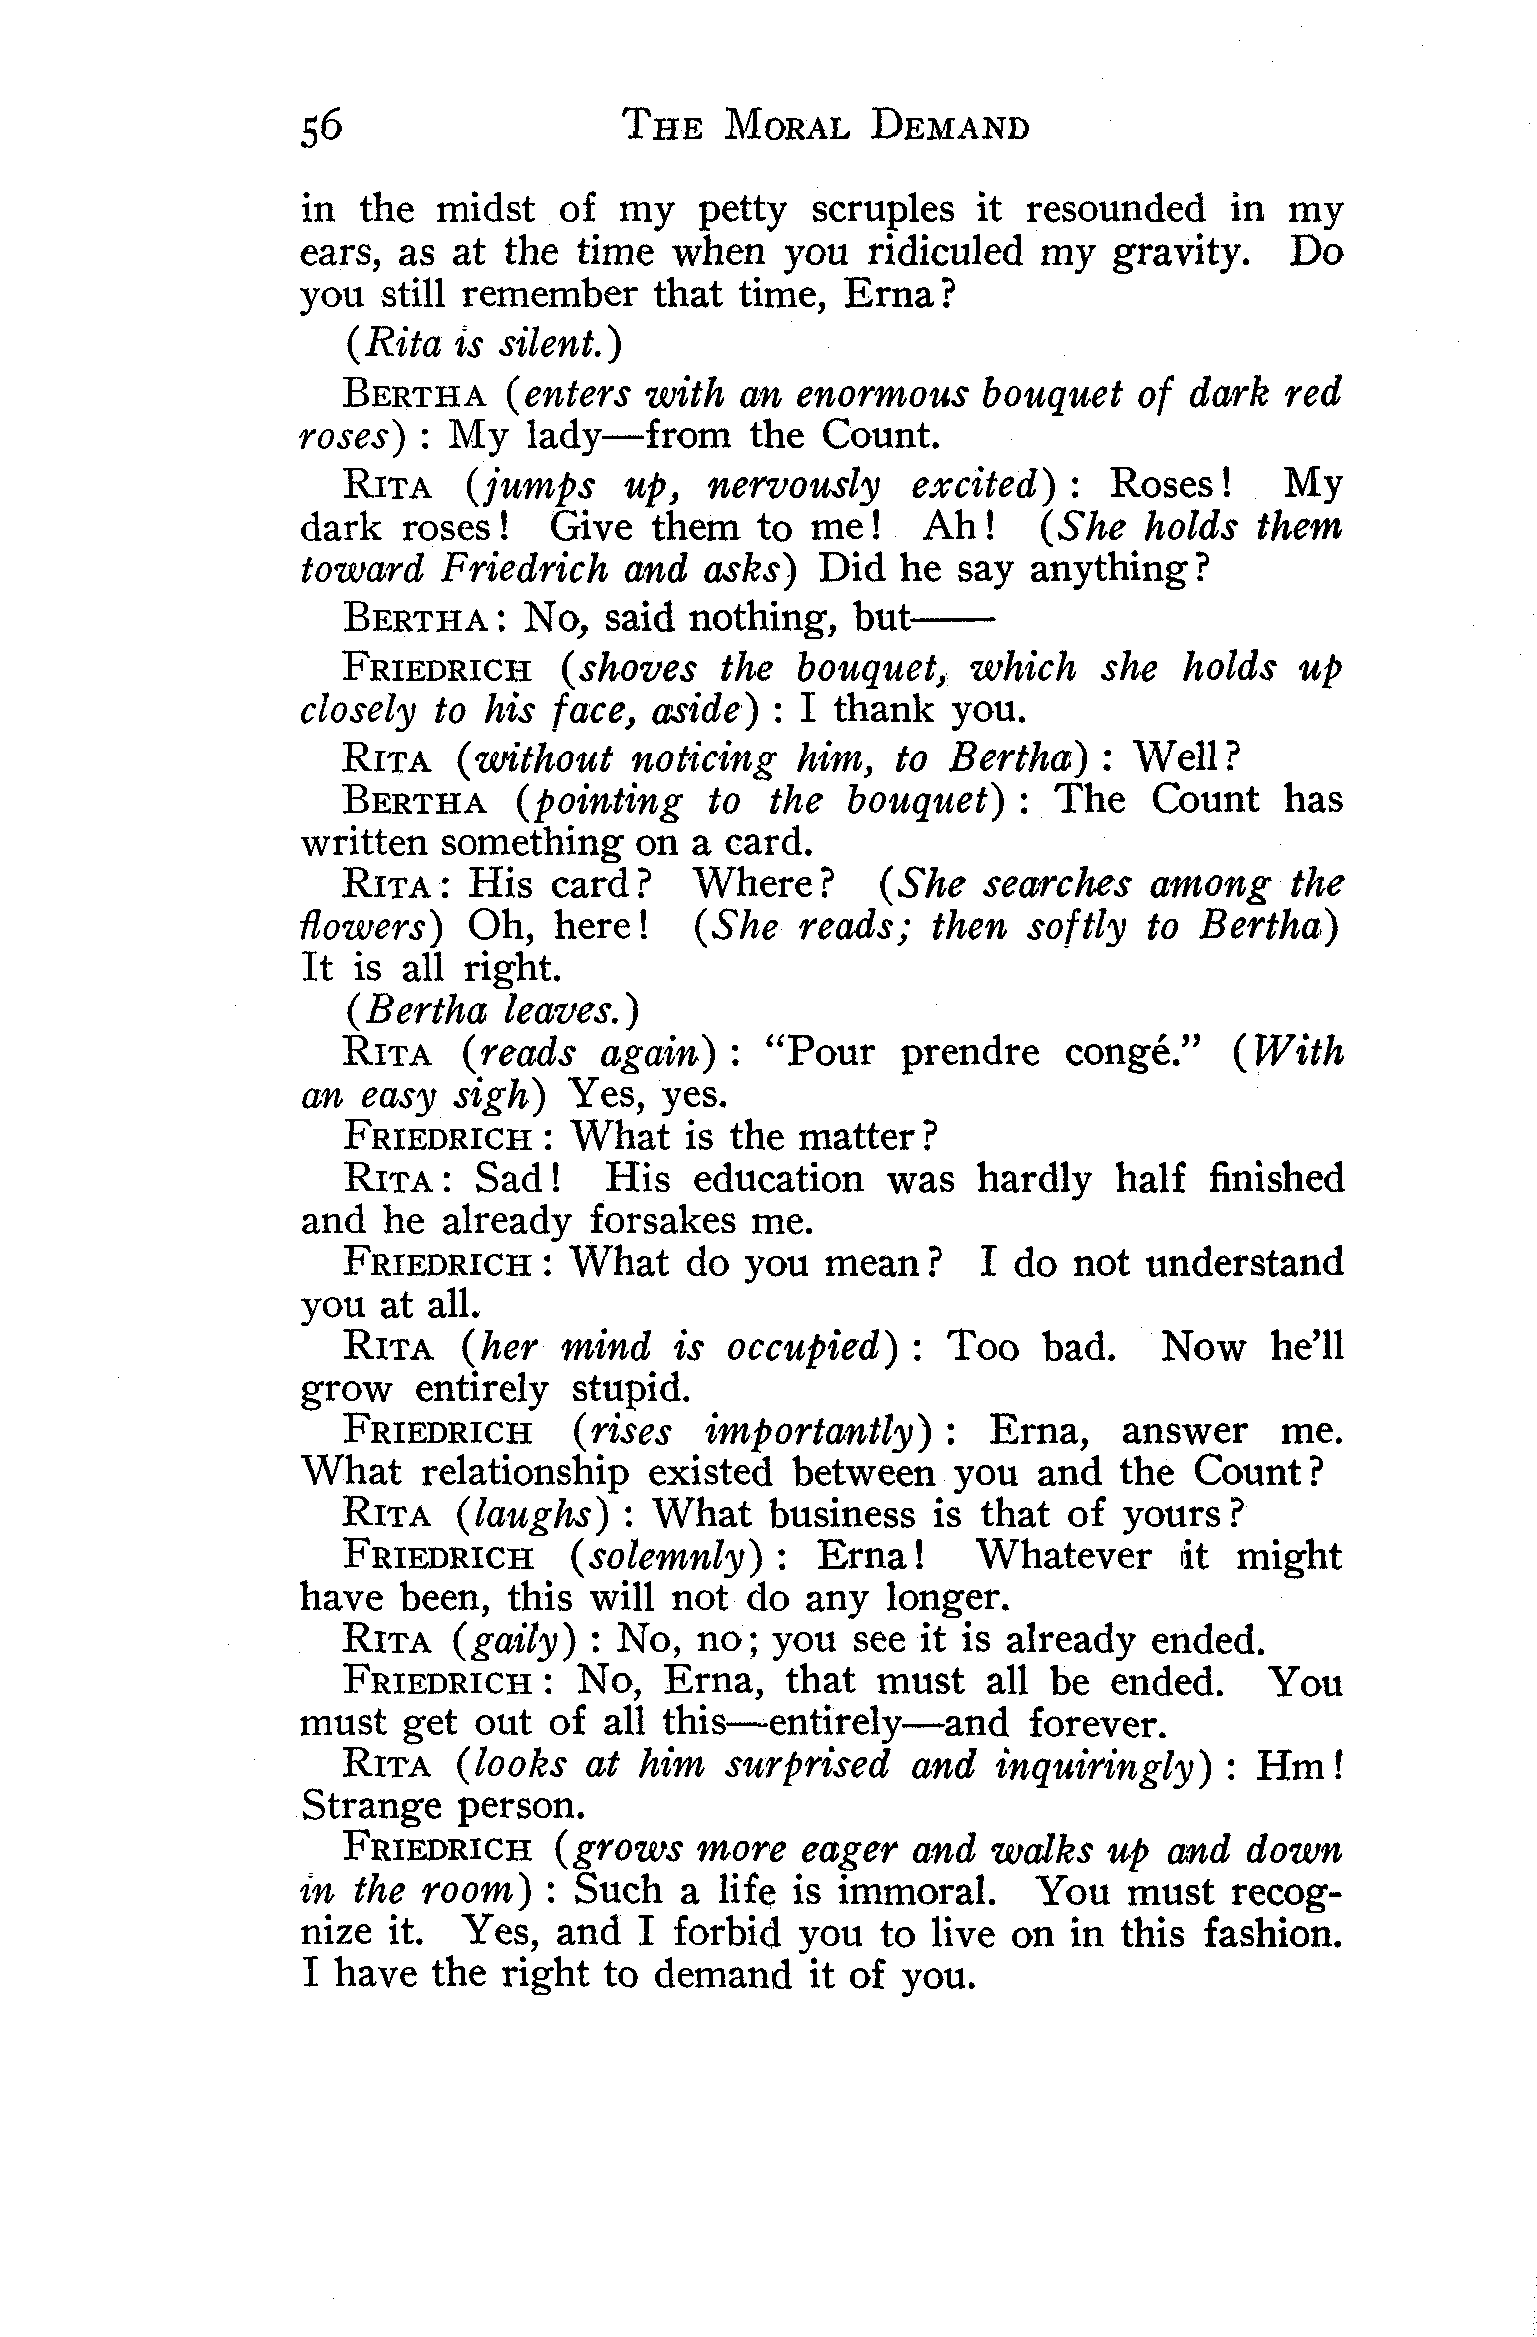 56 THE MORAL DEMAND
in the midst of my petty scruples it resounded in my
ears, as at the time when you ridiculed my gravity. Do
you still remember that time, Erna?
(Rita is silent.)
BERTHA (enters with an enormous bouquet of dark red
roses) : My lady—from the Count.
RITA (jumps up, nervously excited) : Roses! My
dark roses! Give them to me! Ah! (She holds them
toward Friedrich and asks) Did he say anything?
BERTHA: No, said nothing, but——
FRIEDRICH (shoves the bouquet, which she holds up
closely to his face, aside) : I thank you.
RITA (without noticing him, to Bertha) : Well?
BERTHA (pointing to the bouquet) : The Count has
written something on a card.
RITA: His card? Where? (She searches among the
flowers) Oh, here! (She reads; then softly to Bertha)
It is all right.
(Bertha leaves.)
RITA (reads again) : "Pour prendre congé." (With
an easy sigh) Yes, yes.
FRIEDRICH: What is the matter?
RITA: Sad! His education was hardly half finished
and he already forsakes me.
FRIEDRICH: What do you mean? I do not understand
you at all.
RITA (her mind is occupied) : Too bad. Now he'll
grow entirely stupid.
FRIEDRICH (rises importantly) : Erna, answer me.
What relationship existed between you and the Count?
RITA (laughs) : What business is that of yours?
FRIEDRICH (solemnly) : Erna! Whatever it might
have been, this will not do any longer.
RITA (gaily) : No, no; you see it is already ended.
FRIEDRICH: No, Erna, that must all be ended. You
must get out of all this—entirely—and forever.
RITA (looks at him surprised and inquiringly) : Hm!
Strange person.
FRIEDRICH (grows more eager and walks up and down
in the room) : Such a life is immoral. You must recog-
nize it. Yes, and I forbid you to live on in this fashion.
I have the right to demand it of you.